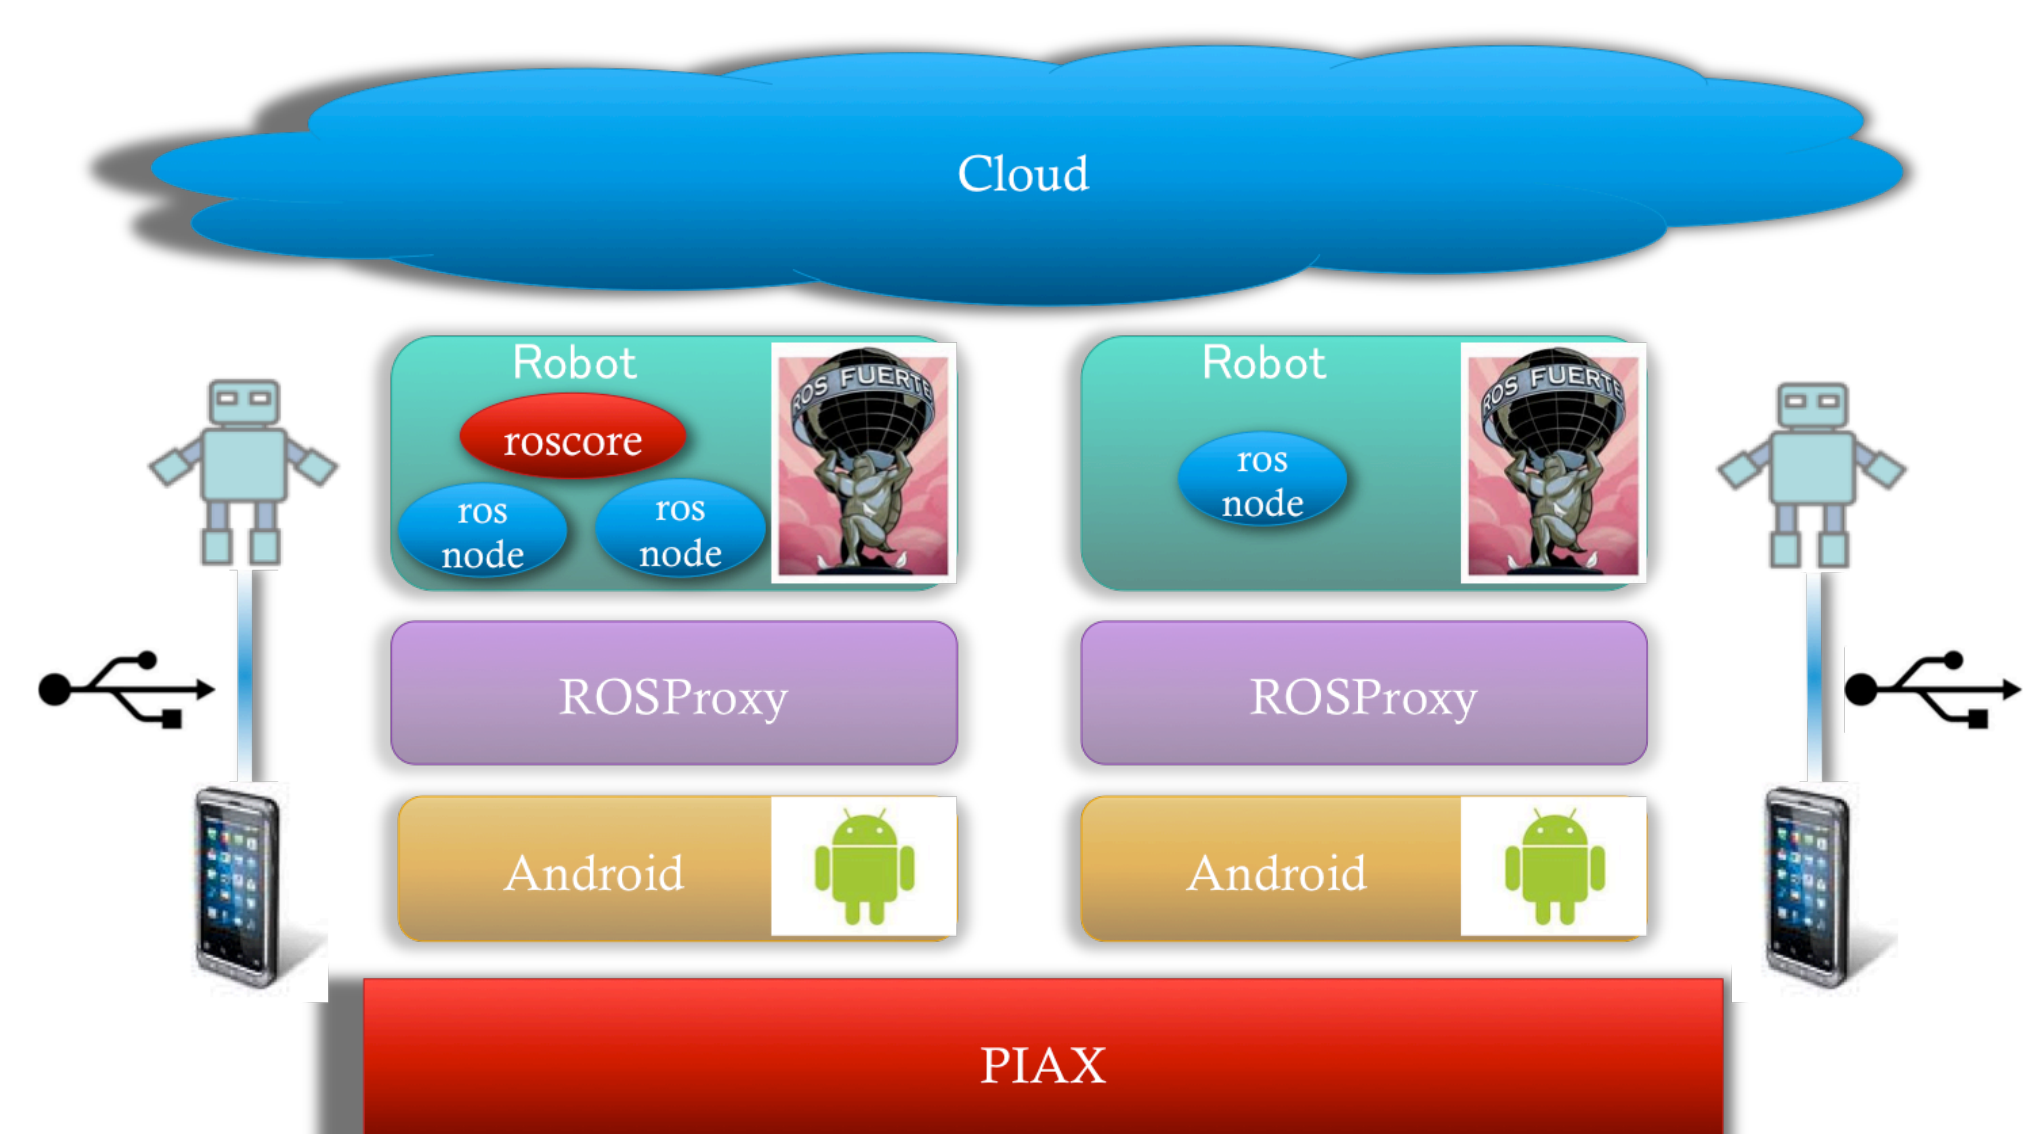 Cloud
Robot
roscore
ros
node
ros
node
ROS FUERTE
Robot
ros
node
ROS FUERTE
ROSProxy
ROSProxy
Android
Android
PIAX